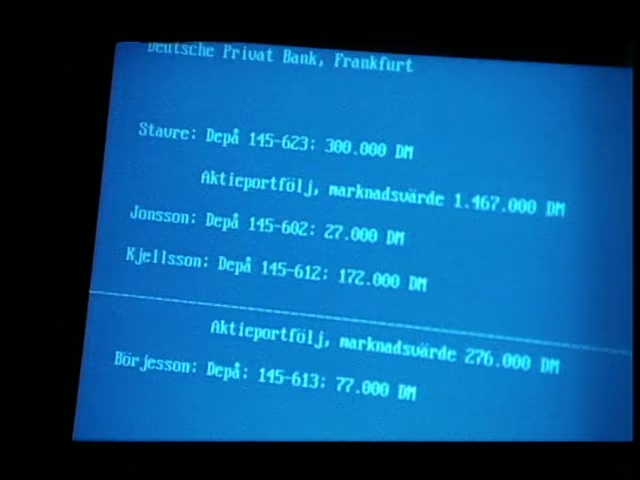 Deutsche Privat Bank, Frankfurt
Stavre: Depå 145-623: 300.000 DM
Aktieportfölj, marknadsvärde 1.467.000 DM
Jonsson: Depå 145-602: 27.000 DM
Kjellsson: Depå 145-612: 172.000 DM
Aktieportfölj, marknadsvärde 276.000 DM
Börjesson: Depå: 145-613: 77.000 DM